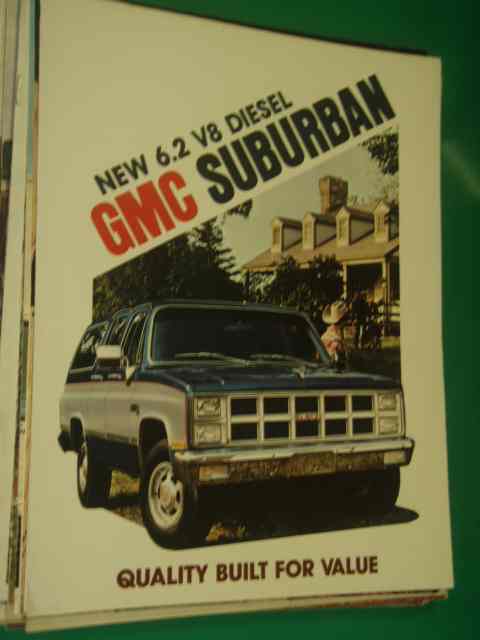 NEW 6.2 V8 DIESEL
GMC SUBURBAN
QUALITY BUILT FOR VALUE